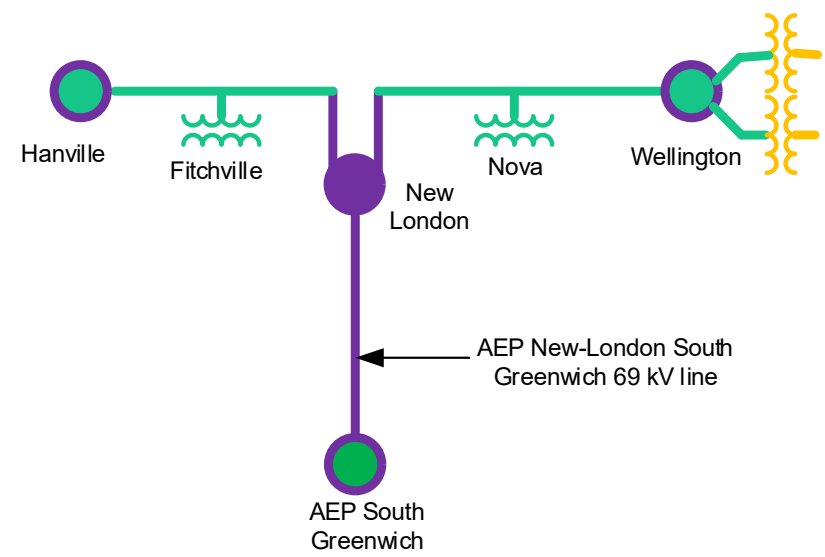 Hanville
Fitchville
New
London
Nova
Wellington
AEP New-London South
Greenwich 69 kV line
AEP South
Greenwich